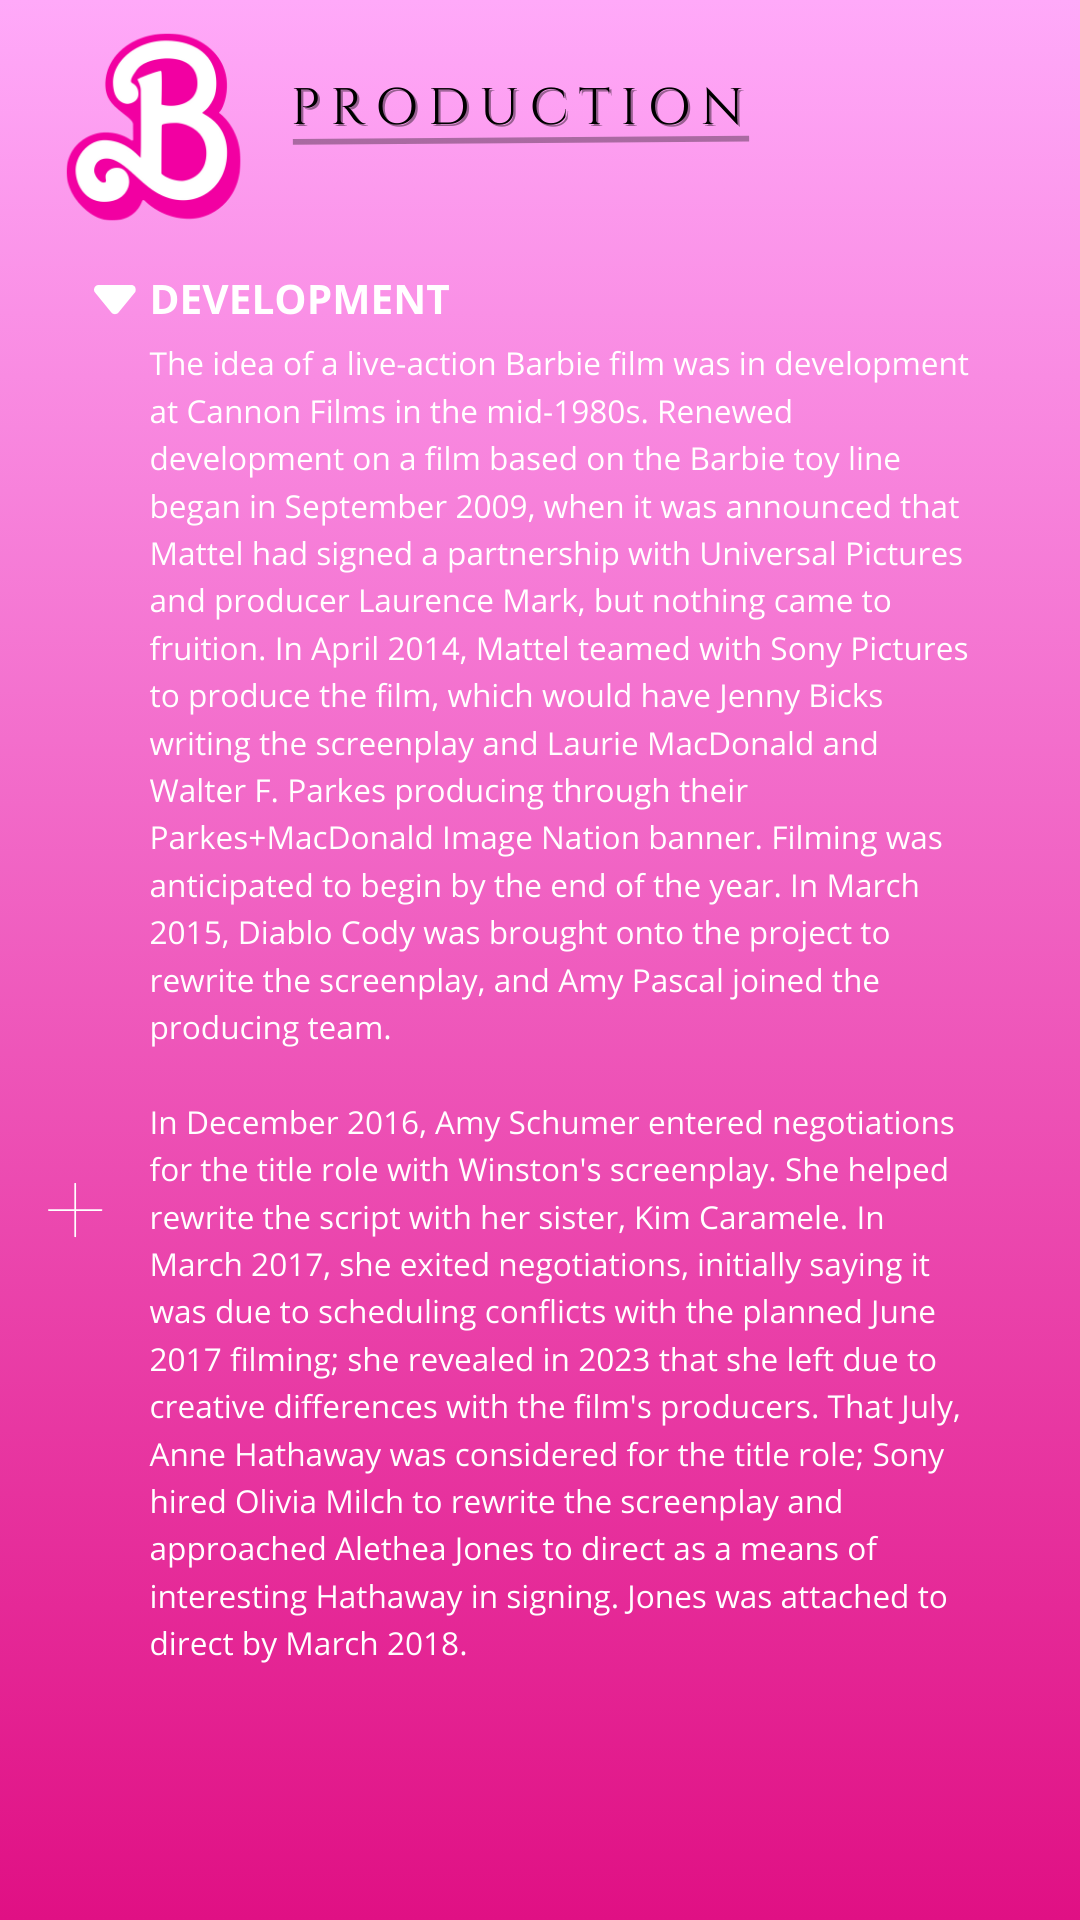 B
PRODUCTION
DEVELOPMENT
The idea of a live-action Barbie film was in development
at Cannon Films in the mid-1980s. Renewed
development on a film based on the Barbie toy line
began in September 2009, when it was announced that
Mattel had signed a partnership with Universal Pictures
and producer Laurence Mark, but nothing came to
fruition. In April 2014, Mattel teamed with Sony Pictures
to produce the film, which would have Jenny Bicks
writing the screenplay and Laurie MacDonald and
Walter F. Parkes producing through their
Parkes+MacDonald Image Nation banner. Filming was
anticipated to begin by the end of the year. In March
2015, Diablo Cody was brought onto the project to
rewrite the screenplay, and Amy Pascal joined the
producing team.
In December 2016, Amy Schumer entered negotiations
for the title role with Winston's screenplay. She helped
rewrite the script with her sister, Kim Caramele. In
March 2017, she exited negotiations, initially saying it
was due to scheduling conflicts with the planned June
2017 filming; she revealed in 2023 that she left due to
creative differences with the film's producers. That July,
Anne Hathaway was considered for the title role; Sony
hired Olivia Milch to rewrite the screenplay and
approached Alethea Jones to direct as a means of
interesting Hathaway in signing. Jones was attached to
direct by March 2018.